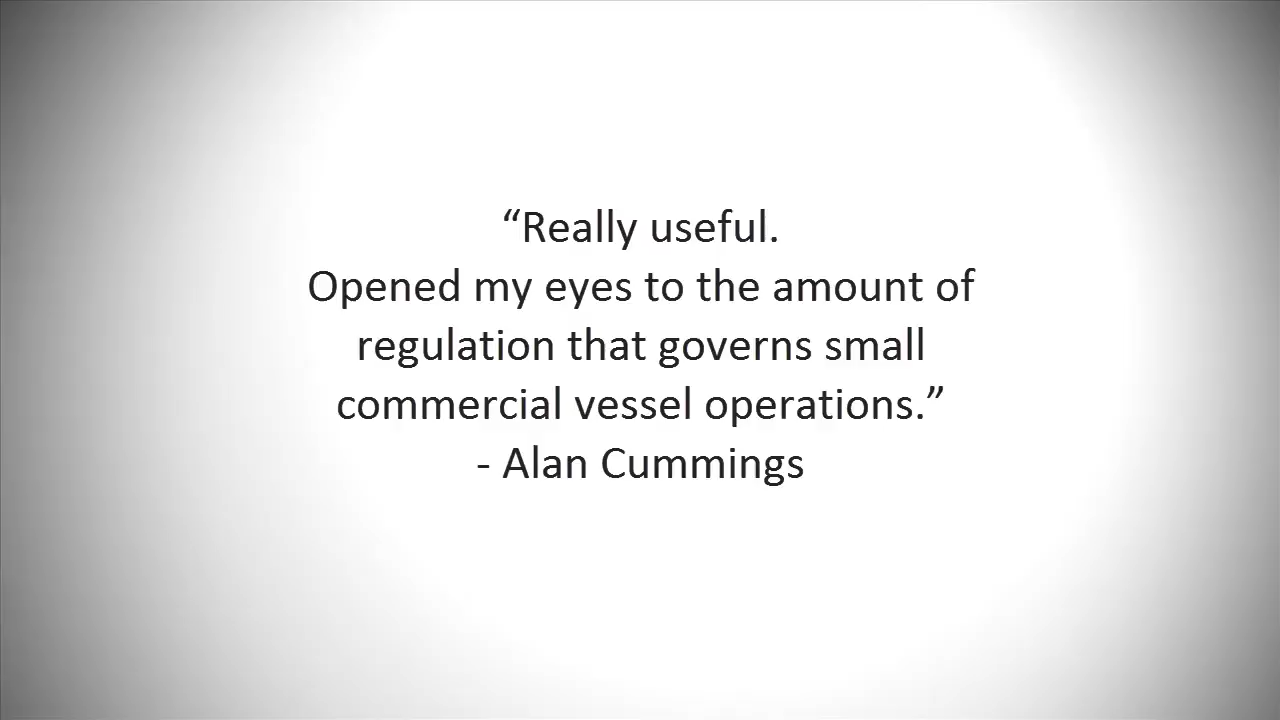 “Really useful.
Opened my eyes to the amount of
regulation that governs small
commercial vessel operations.”
- Alan Cummings